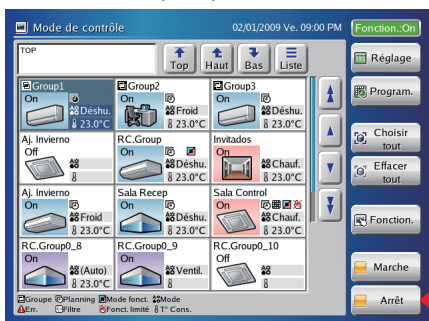 Mode de contrôle
02/01/2009 Ve. 09:00 PM
Fonction.:On
TOP
Top
Haut
Bas
Liste
Réglage
Program.
Choisir tout
Effacer tout
Fonction.
Marche
Arrêt
Group1
On
Déshu.
23.0°C
Group2
On
Froid
23.0°C
Group3
On
Déshu.
23.0°C
Aj. Invierno
Off
RC.Group
On
Déshu.
23.0°C
Invitados
On
Chauf.
23.0°C
Aj. Invierno
On
Froid
23.0°C
Sala Recep
On
Déshu.
23.0°C
Sala Control
On
Chauf.
23.0°C
RC.Group0_8
On
(Auto)
23.0°C
RC.Group0_9
On
Ventil.
RC.Group0_10
Off
Groupe Planning Mode fonct. Mode
Err. Filtre Fonct. limité T° Cons.